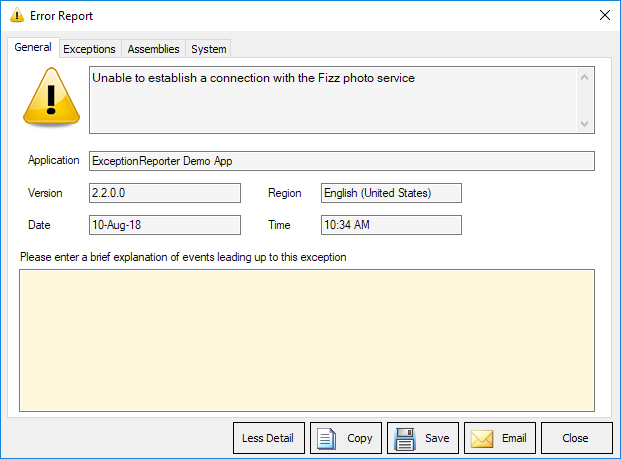 Error Report
General Exceptions Assemblies System
Unable to establish a connection with the Fizz photo service
Application ExceptionReporter Demo App
Version 2.2.0.0 Region English (United States)
Date 10-Aug-18 Time 10:34 AM
Please enter a brief explanation of events leading up to this exception
Less Detail Copy Save Email Close